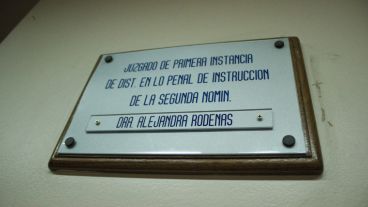 JUZGADO DE PRIMERA INSTANCIA
DE DIST. EN LO PENAL DE INSTRUCCION
DE LA SEGUNDA NOMIN.
DRA. ALEJANDRA RODENAS